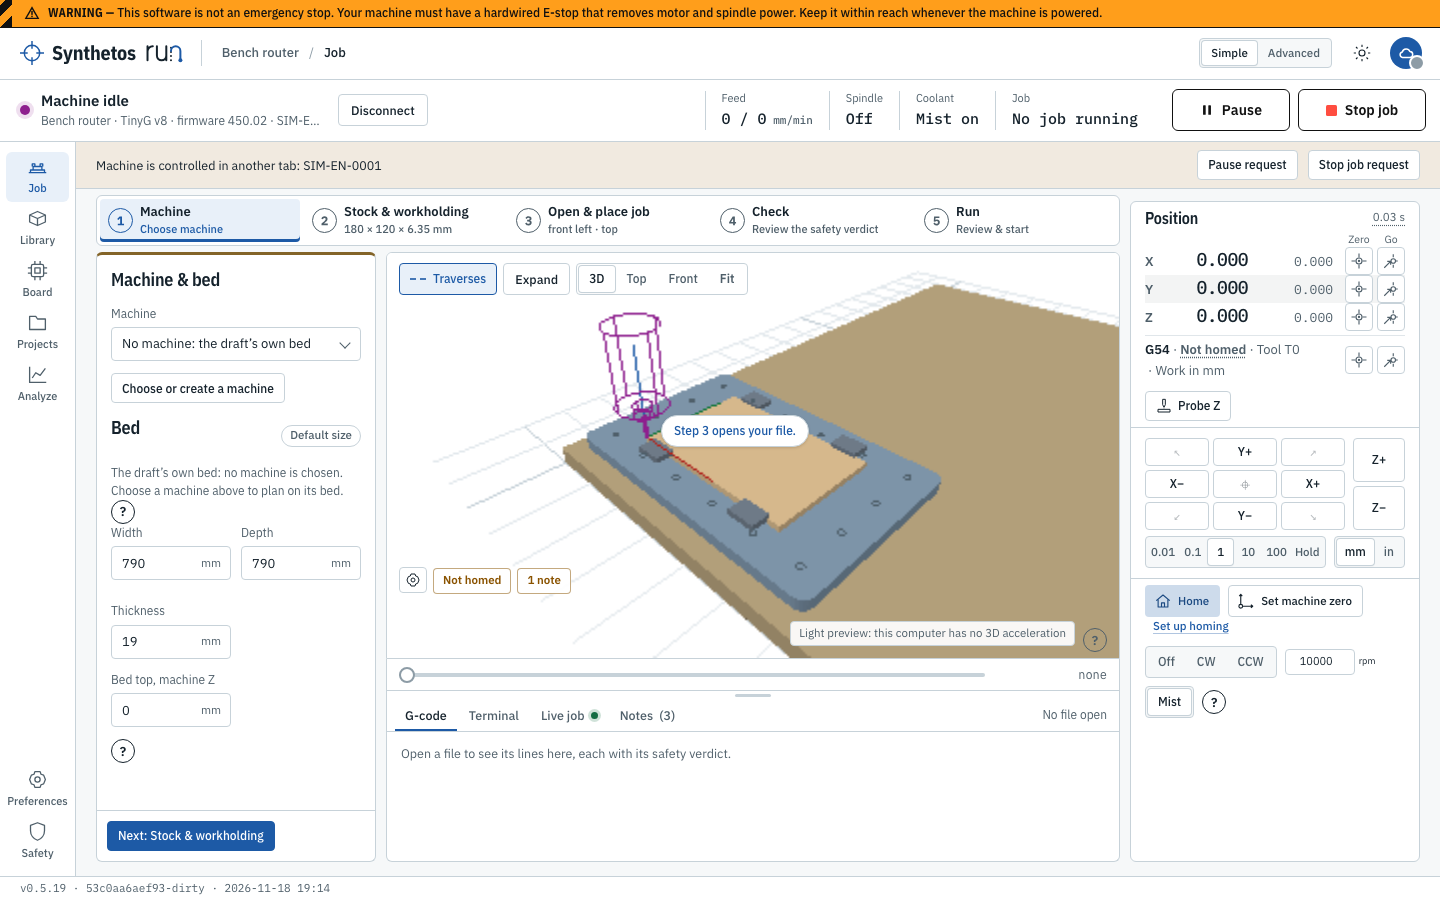 WARNING — This software is not an emergency stop. Your machine must have a hardwired E-stop that removes motor and spindle power. Keep it within reach whenever the machine is powered.
Synthetos run
Bench router / Job
Simple Advanced
Machine idle
Bench router · TinyG v8 · firmware 450.02 · SIM-E...
Disconnect
Feed
0 / 0 mm/min
Spindle
Off
Coolant
Mist on
Job
No job running
Pause
Stop job
Machine is controlled in another tab: SIM-EN-0001
Pause request
Stop job request
Job
Library
Board
Projects
Analyze
Preferences
Safety
1 Machine
Choose machine
2 Stock & workholding
180 × 120 × 6.35 mm
3 Open & place job
front left · top
4 Check
Review the safety verdict
5 Run
Review & start
Machine & bed
Machine
No machine: the draft’s own bed
Choose or create a machine
Bed
Default size
The draft’s own bed: no machine is chosen.
Choose a machine above to plan on its bed.
?
Width
790 mm
Depth
790 mm
Thickness
19 mm
Bed top, machine Z
0 mm
?
Next: Stock & workholding
Traverses
Expand
3D Top Front Fit
Step 3 opens your file.
Not homed
1 note
Light preview: this computer has no 3D acceleration
?
none
G-code Terminal Live job Notes (3)
No file open
Open a file to see its lines here, each with its safety verdict.
Position
0.03 s
Zero Go
X 0.000 0.000
Y 0.000 0.000
Z 0.000 0.000
G54 · Not homed · Tool T0
· Work in mm
Probe Z
↖ Y+ ↗
X− X+
↙ Y− ↘
Z+
Z−
0.01 0.1 1 10 100 Hold
mm in
Home
Set machine zero
Set up homing
Off CW CCW
10000 rpm
Mist
?
v0.5.19 · 53c0aa6aef93-dirty · 2026-11-18 19:14